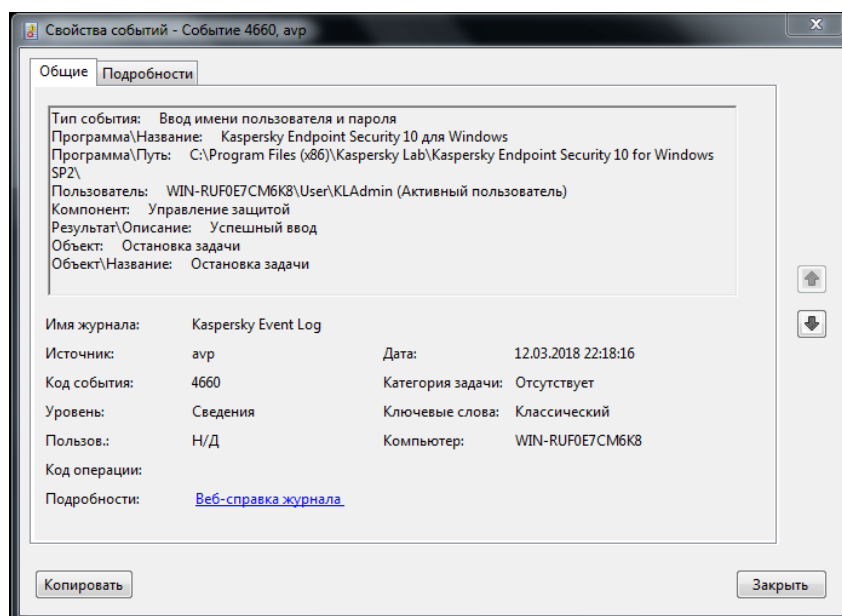 Свойства событий - Событие 4660, avp
Общие
Подробности
Тип события: Ввод имени пользователя и пароля
Программа\Название: Kaspersky Endpoint Security 10 для Windows
Программа\Путь: C:\Program Files (x86)\Kaspersky Lab\Kaspersky Endpoint Security 10 for Windows
SP2\
Пользователь: WIN-RUF0E7CM6K8\User\KLAdmin (Активный пользователь)
Компонент: Управление защитой
Результат\Описание: Успешный ввод
Объект: Остановка задачи
Объект\Название: Остановка задачи
Имя журнала: Kaspersky Event Log
Источник: avp Дата: 12.03.2018 22:18:16
Код события: 4660 Категория задачи: Отсутствует
Уровень: Сведения Ключевые слова: Классический
Пользов.: Н/Д Компьютер: WIN-RUF0E7CM6K8
Код операции:
Подробности: Веб-справка журнала
Копировать
Закрыть